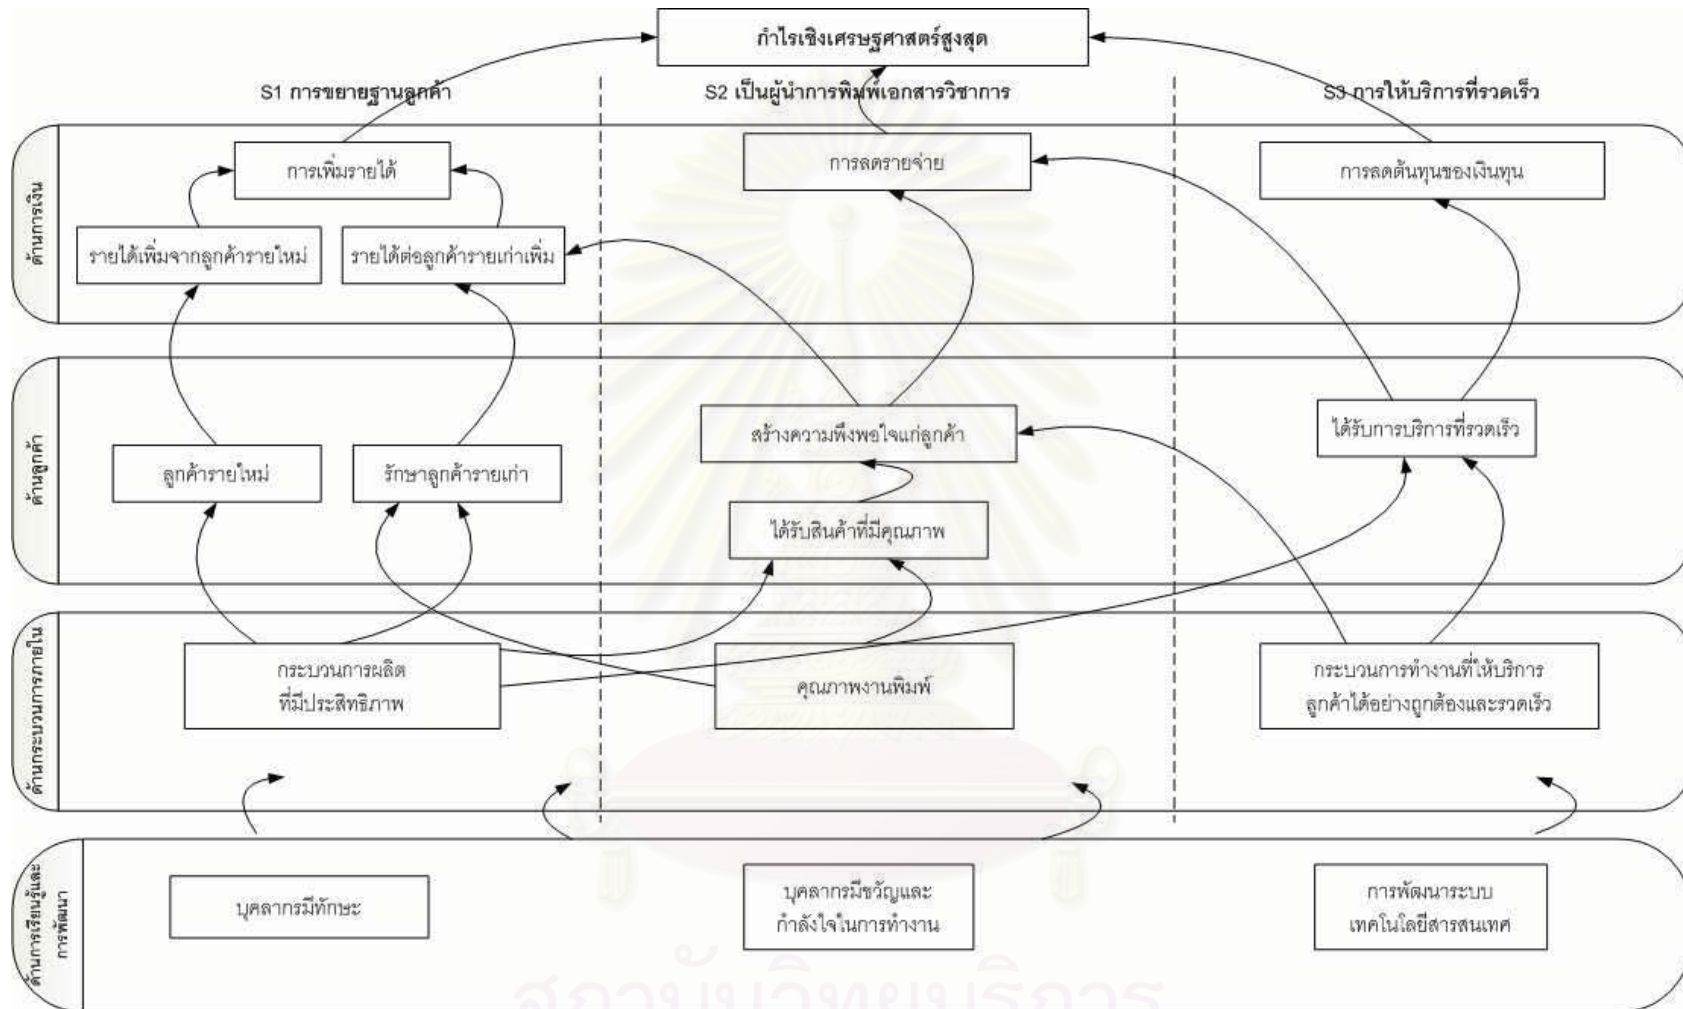 กำไรเชิงเศรษฐศาสตร์สูงสุด
S1 การขยายฐานลูกค้า
S2 เป็นผู้นำการพิมพ์เอกสารวิชาการ
S3 การให้บริการที่รวดเร็ว
ด้านการเงิน
การเพิ่มรายได้
การลดรายจ่าย
การลดต้นทุนของเงินทุน
รายได้เพิ่มจากลูกค้ารายใหม่
รายได้ต่อลูกค้ารายเก่าเพิ่ม
ด้านลูกค้า
สร้างความพึงพอใจแก่ลูกค้า
ได้รับการบริการที่รวดเร็ว
ลูกค้ารายใหม่
รักษาลูกค้ารายเก่า
ได้รับสินค้าที่มีคุณภาพ
ด้านกระบวนการภายใน
กระบวนการผลิต
ที่มีประสิทธิภาพ
คุณภาพงานพิมพ์
กระบวนการทำงานที่ให้บริการ
ลูกค้าได้อย่างถูกต้องและรวดเร็ว
ด้านการเรียนรู้และ
การพัฒนา
บุคลากรมีทักษะ
บุคลากรมีขวัญและ
กำลังใจในการทำงาน
การพัฒนาระบบ
เทคโนโลยีสารสนเทศ
สถาบันวิทยบริการ